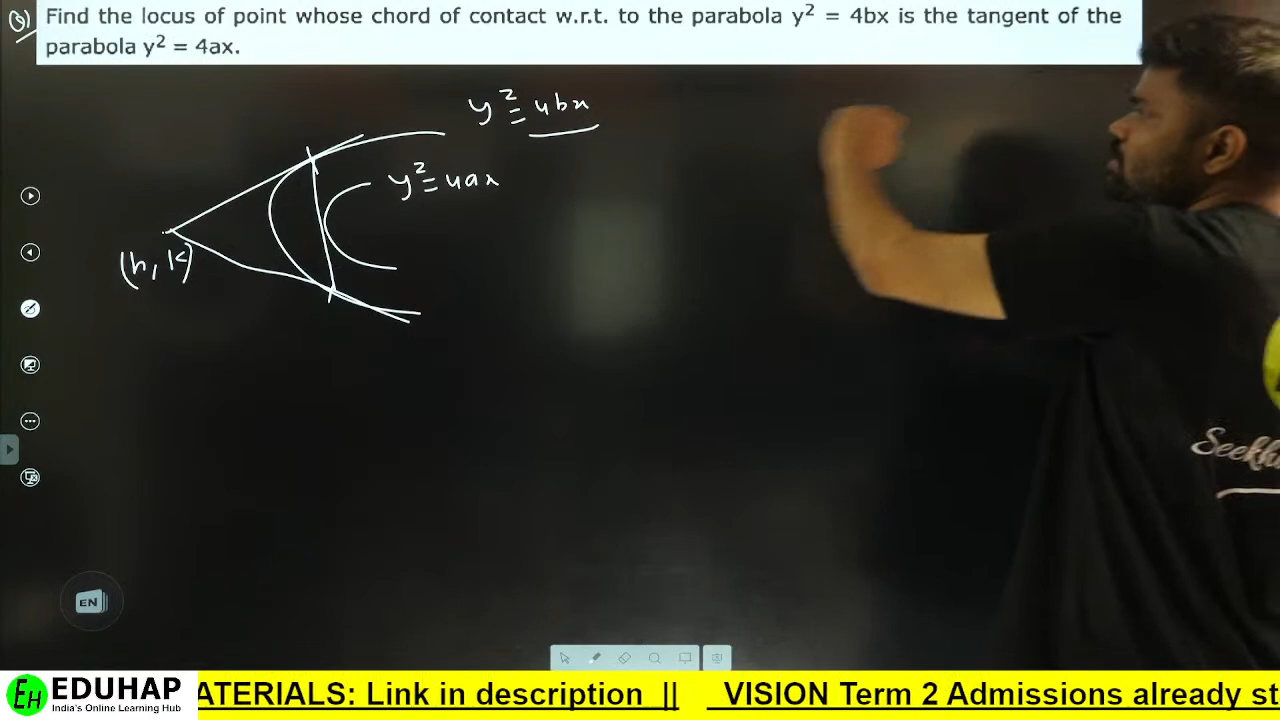 Q)
Find the locus of point whose chord of contact w.r.t. to the parabola y² = 4bx is the tangent of the
parabola y² = 4ax.
y² = 4bx
y² = 4ax
(h, k)
EN
EH EDUHAP
India's Online Learning Hub
ATERIALS: Link in description || VISION Term 2 Admissions already st